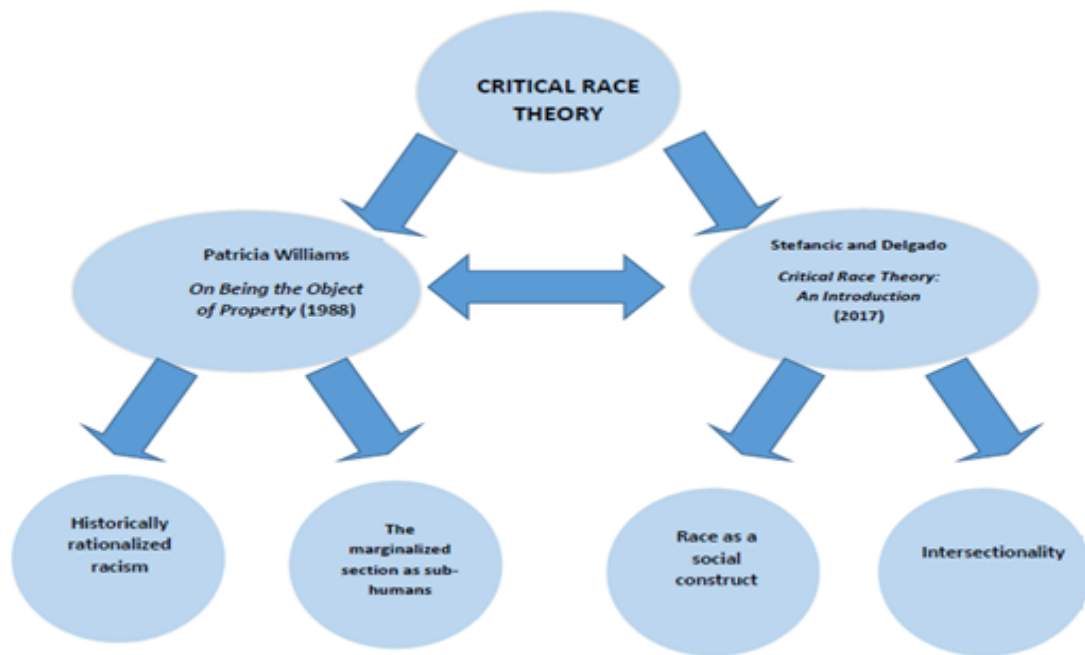 CRITICAL RACE
THEORY
Patricia Williams
On Being the Object
of Property (1988)
Stefancic and Delgado
Critical Race Theory:
An Introduction
(2017)
Historically
rationalized
racism
The
marginalized
section as sub-
humans
Race as a
social
construct
Intersectionality